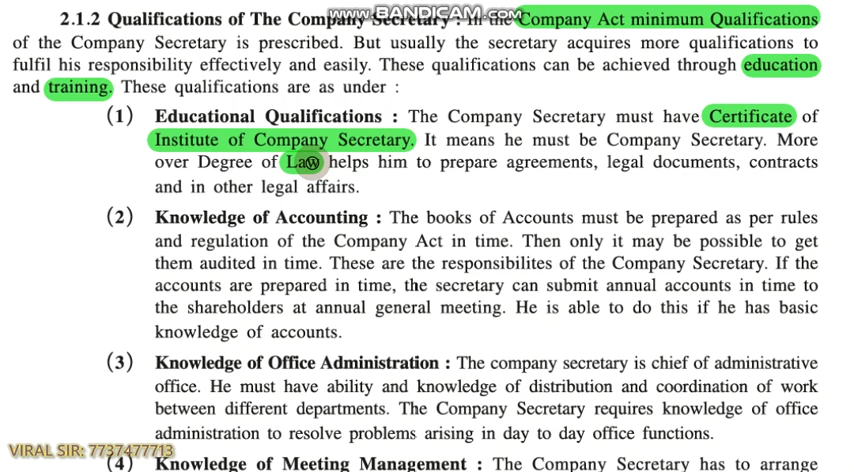 www.BANDICAM.com
2.1.2 Qualifications of The Company Secretary : In the Company Act minimum Qualifications
of the Company Secretary is prescribed. But usually the secretary acquires more qualifications to
fulfil his responsibility effectively and easily. These qualifications can be achieved through education
and training. These qualifications are as under :
(1) Educational Qualifications : The Company Secretary must have Certificate of
Institute of Company Secretary. It means he must be Company Secretary. More
over Degree of Law helps him to prepare agreements, legal documents, contracts
and in other legal affairs.
(2) Knowledge of Accounting : The books of Accounts must be prepared as per rules
and regulation of the Company Act in time. Then only it may be possible to get
them audited in time. These are the responsibilites of the Company Secretary. If the
accounts are prepared in time, the secretary can submit annual accounts in time to
the shareholders at annual general meeting. He is able to do this if he has basic
knowledge of accounts.
(3) Knowledge of Office Administration : The company secretary is chief of administrative
office. He must have ability and knowledge of distribution and coordination of work
between different departments. The Company Secretary requires knowledge of office
administration to resolve problems arising in day to day office functions.
VIRAL SIR: 7737477713
(4) Knowledge of Meeting Management : The Company Secretary has to arrange